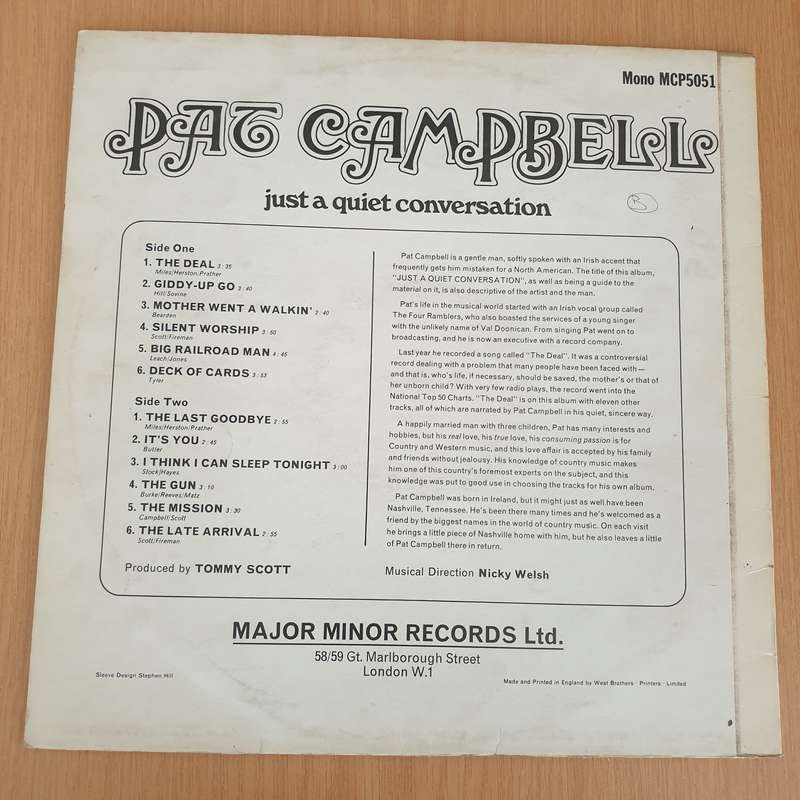 Mono MCP5051
PAT CAMPBELL
just a quiet conversation
B
Side One
1. THE DEAL 3:35
Miles/Herston/Prather
2. GIDDY-UP GO 3:40
Hill/Sovine
3. MOTHER WENT A WALKIN' 2:40
Bearden
4. SILENT WORSHIP 3:50
Scott/Fireman
5. BIG RAILROAD MAN 4:45
Leach/Jones
6. DECK OF CARDS 3:53
Tyler
Side Two
1. THE LAST GOODBYE 2:55
Miles/Herston/Prather
2. IT'S YOU 2:45
Butler
3. I THINK I CAN SLEEP TONIGHT 3:00
Slock/Hayes
4. THE GUN 3:10
Burke/Reeves/Matz
5. THE MISSION 3:30
Campbell/Scott
6. THE LATE ARRIVAL 2:55
Scott/Fireman
Pat Campbell is a gentle man, softly spoken with an Irish accent that
frequently gets him mistaken for a North American. The title of this album,
"JUST A QUIET CONVERSATION", as well as being a guide to the
material on it, is also descriptive of the artist and the man.
Pat's life in the musical world started with an Irish vocal group called
The Four Ramblers, who also boasted the services of a young singer
with the unlikely name of Val Doonican. From singing Pat went on to
broadcasting, and he is now an executive with a record company.
Last year he recorded a song called "The Deal". It was a controversial
record dealing with a problem that many people have been faced with—
and that is, who's life, if necessary, should be saved, the mother's or that of
her unborn child? With very few radio plays, the record went into the
National Top 50 Charts. "The Deal" is on this album with eleven other
tracks, all of which are narrated by Pat Campbell in his quiet, sincere way.
A happily married man with three children, Pat has many interests and
hobbies, but his real love, his true love, his consuming passion is for
Country and Western music, and this love affair is accepted by his family
and friends without jealousy. His knowledge of country music makes
him one of this country's foremost experts on the subject, and this
knowledge was put to good use in choosing the tracks for his own album.
Pat Campbell was born in Ireland, but it might just as well have been
Nashville, Tennessee. He's been there many times and he's welcomed as a
friend by the biggest names in the world of country music. On each visit
he brings a little piece of Nashville home with him, but he also leaves a little
of Pat Campbell there in return.
Produced by TOMMY SCOTT
Musical Direction Nicky Welsh
MAJOR MINOR RECORDS Ltd.
58/59 Gt. Marlborough Street
London W.1
Sleeve Design Stephen Hill
Made and Printed in England by West Brothers · Printers · Limited